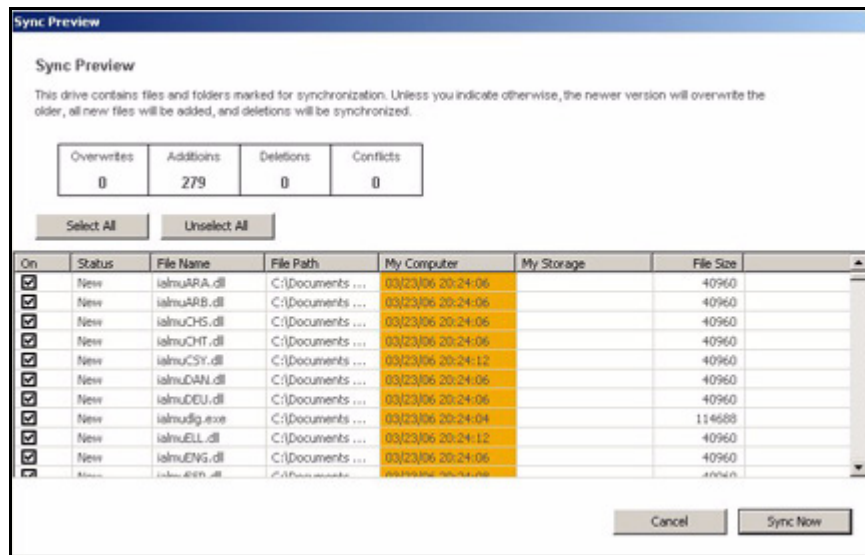 Sync Preview
Sync Preview
This drive contains files and folders marked for synchronization. Unless you indicate otherwise, the newer version will overwrite the
older, all new files will be added, and deletions will be synchronized.
Overwrites Additioins Deletions Conflicts
0 279 0 0
Select All Unselect All
On Status File Name File Path My Computer My Storage File Size
New ialmuARA.dll C:\Documents ... 03/23/06 20:24:06 40960
New ialmuARB.dll C:\Documents ... 03/23/06 20:24:06 40960
New ialmuCHS.dll C:\Documents ... 03/23/06 20:24:06 40960
New ialmuCHT.dll C:\Documents ... 03/23/06 20:24:06 40960
New ialmuCSY.dll C:\Documents ... 03/23/06 20:24:12 40960
New ialmuDAN.dll C:\Documents ... 03/23/06 20:24:06 40960
New ialmuDEU.dll C:\Documents ... 03/23/06 20:24:06 40960
New ialmudlg.exe C:\Documents ... 03/23/06 20:24:04 114688
New ialmuELL.dll C:\Documents ... 03/23/06 20:24:12 40960
New ialmuENG.dll C:\Documents ... 03/23/06 20:24:06 40960
Cancel Sync Now